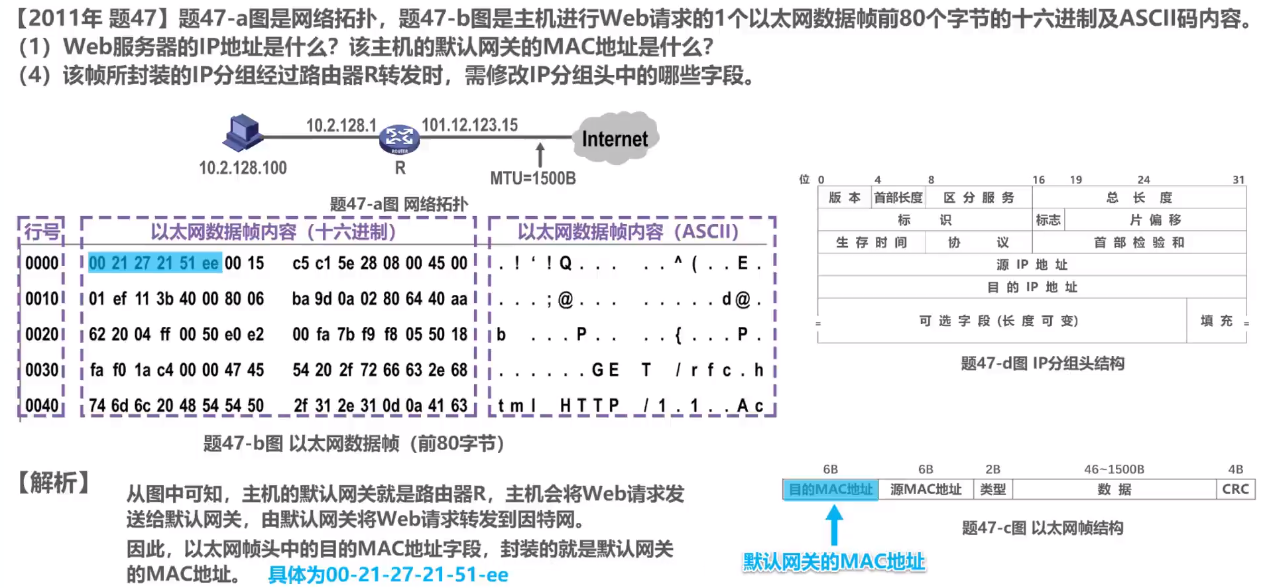 【2011年 题47】题47-a图是网络拓扑，题47-b图是主机进行Web请求的1个以太网数据帧前80个字节的十六进制及ASCII码内容。
（1）Web服务器的IP地址是什么？该主机的默认网关的MAC地址是什么？
（4）该帧所封装的IP分组经过路由器R转发时，需修改IP分组头中的哪些字段。
10.2.128.1 101.12.123.15
Internet
ROUTER
10.2.128.100 R MTU=1500B
题47-a图 网络拓扑
行号 以太网数据帧内容（十六进制） 以太网数据帧内容（ASCII）
0000 00 21 27 21 51 ee 00 15 c5 c1 5e 28 08 00 45 00 . ! ‘ ! Q . . . . . ^ ( . . E .
0010 01 ef 11 3b 40 00 80 06 ba 9d 0a 02 80 64 40 aa . . . ; @ . . . . . . . . d @ .
0020 62 20 04 ff 00 50 e0 e2 00 fa 7b f9 f8 05 50 18 b . . . P . . . . { . . . P .
0030 fa f0 1a c4 00 00 47 45 54 20 2f 72 66 63 2e 68 . . . . . . G E T / r f c . h
0040 74 6d 6c 20 48 54 54 50 2f 31 2e 31 0d 0a 41 63 t m l H T T P / 1 . 1 . . A c
题47-b图 以太网数据帧（前80字节）
位 0 4 8 16 19 24 31
版 本 首部长度 区 分 服 务 总 长 度
标 识 标志 片 偏 移
生 存 时 间 协 议 首 部 检 验 和
源 IP 地 址
目 的 IP 地 址
可 选 字 段 (长 度 可 变) 填 充
题47-d图 IP分组头结构
【解析】
从图中可知，主机的默认网关就是路由器R，主机会将Web请求发
送给默认网关，由默认网关将Web请求转发到因特网。
因此，以太网帧头中的目的MAC地址字段，封装的就是默认网关
的MAC地址。 具体为00-21-27-21-51-ee
6B 6B 2B 46~1500B 4B
目的MAC地址 源MAC地址 类型 数 据 CRC
题47-c图 以太网帧结构
默认网关的MAC地址